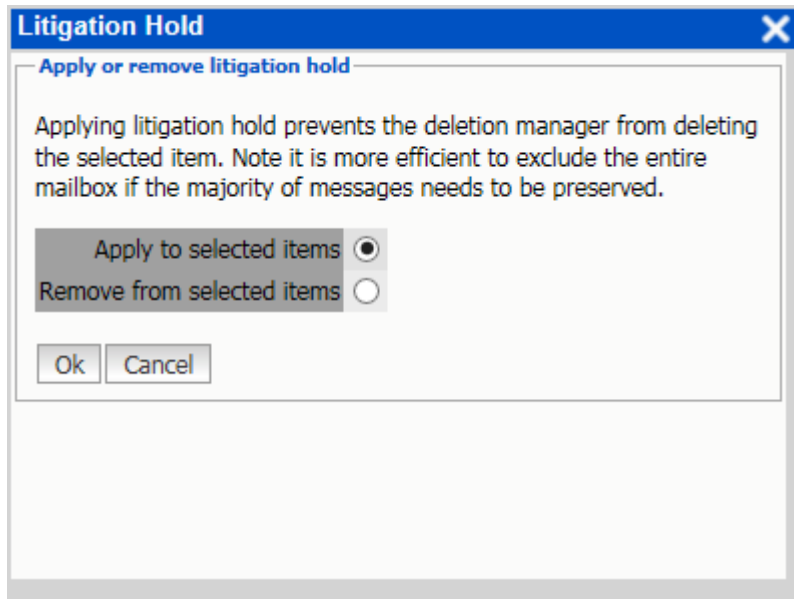 Litigation Hold
Apply or remove litigation hold
Applying litigation hold prevents the deletion manager from deleting
the selected item. Note it is more efficient to exclude the entire
mailbox if the majority of messages needs to be preserved.
Apply to selected items
Remove from selected items
Ok Cancel